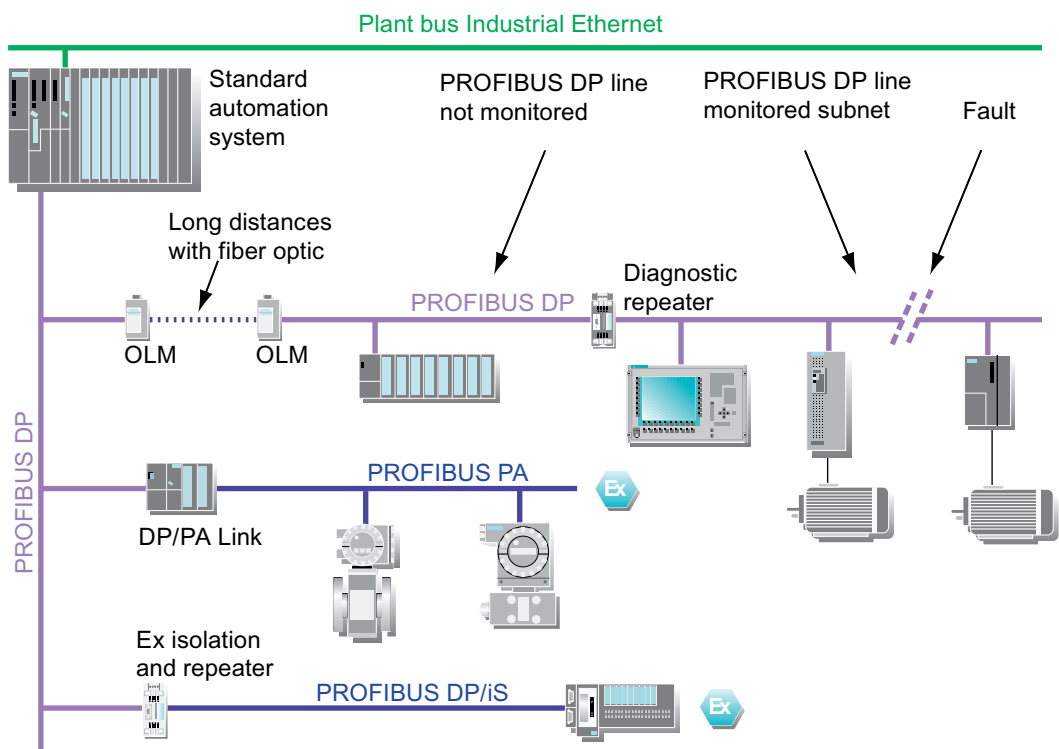 Plant bus Industrial Ethernet
Standard
automation
system
PROFIBUS DP line
not monitored
PROFIBUS DP line
monitored subnet
Fault
Long distances
with fiber optic
PROFIBUS DP
Diagnostic
repeater
OLM
OLM
PROFIBUS DP
PROFIBUS PA
Ex
DP/PA Link
Ex isolation
and repeater
PROFIBUS DP/iS
Ex